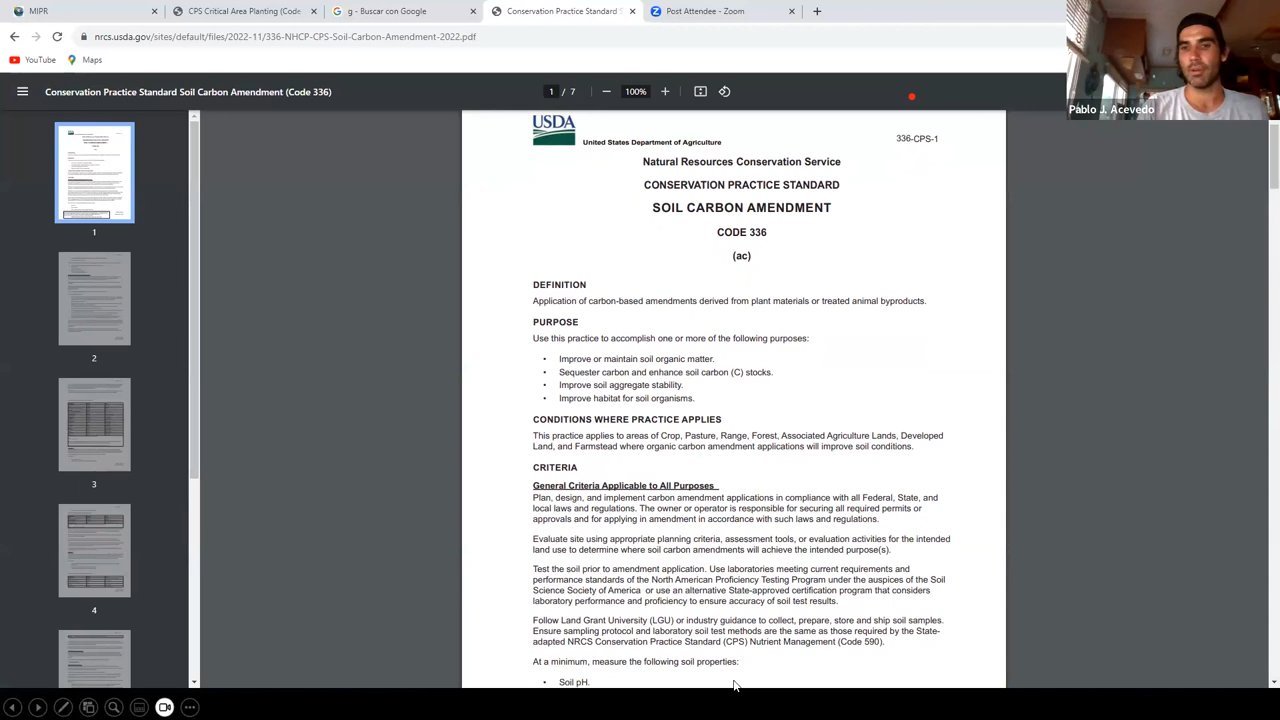 MIPR
CPS Critical Area Planting (Code
g - Buscar con Google
Conservation Practice Standard S
Post Attendee - Zoom
nrcs.usda.gov/sites/default/files/2022-11/336-NHCP-CPS-Soil-Carbon-Amendment-2022.pdf
YouTube
Maps
Conservation Practice Standard Soil Carbon Amendment (Code 336)
1 / 7
100%
Pablo J. Acevedo
1
2
3
4
USDA
United States Department of Agriculture
336-CPS-1
Natural Resources Conservation Service
CONSERVATION PRACTICE STANDARD
SOIL CARBON AMENDMENT
CODE 336
(ac)
DEFINITION
Application of carbon-based amendments derived from plant materials or treated animal byproducts.
PURPOSE
Use this practice to accomplish one or more of the following purposes:
• Improve or maintain soil organic matter.
• Sequester carbon and enhance soil carbon (C) stocks.
• Improve soil aggregate stability.
• Improve habitat for soil organisms.
CONDITIONS WHERE PRACTICE APPLIES
This practice applies to areas of Crop, Pasture, Range, Forest, Associated Agriculture Lands, Developed
Land, and Farmstead where organic carbon amendment applications will improve soil conditions.
CRITERIA
General Criteria Applicable to All Purposes
Plan, design, and implement carbon amendment applications in compliance with all Federal, State, and
local laws and regulations. The owner or operator is responsible for securing all required permits or
approvals and for applying in amendment in accordance with such laws and regulations.
Evaluate site using appropriate planning criteria, assessment tools, or evaluation activities for the intended
land use to determine where soil carbon amendments will achieve the intended purpose(s).
Test the soil prior to amendment application. Use laboratories meeting current requirements and
performance standards of the North American Proficiency Testing Program under the auspices of the Soil
Science Society of America or use an alternative State-approved certification program that considers
laboratory performance and proficiency to ensure accuracy of soil test results.
Follow Land Grant University (LGU) or industry guidance to collect, prepare, store and ship soil samples.
Ensure sampling protocol and laboratory soil test methods are the same as those required by the State-
adapted NRCS Conservation Practice Standard (CPS) Nutrient Management (Code 590).
At a minimum, measure the following soil properties:
• Soil pH.